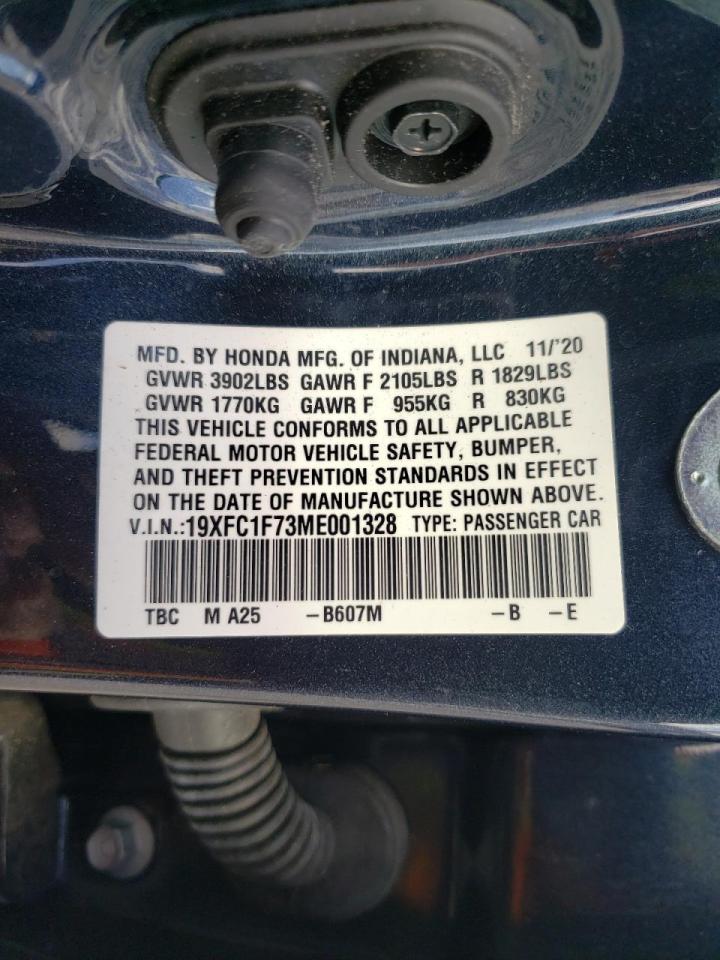 MFD. BY HONDA MFG. OF INDIANA, LLC 11/'20
GVWR 3902LBS GAWR F 2105LBS R 1829LBS
GVWR 1770KG GAWR F 955KG R 830KG
THIS VEHICLE CONFORMS TO ALL APPLICABLE
FEDERAL MOTOR VEHICLE SAFETY, BUMPER,
AND THEFT PREVENTION STANDARDS IN EFFECT
ON THE DATE OF MANUFACTURE SHOWN ABOVE.
V.I.N.:19XFC1F73ME001328 TYPE: PASSENGER CAR
TBC M A25 –B607M –B –E